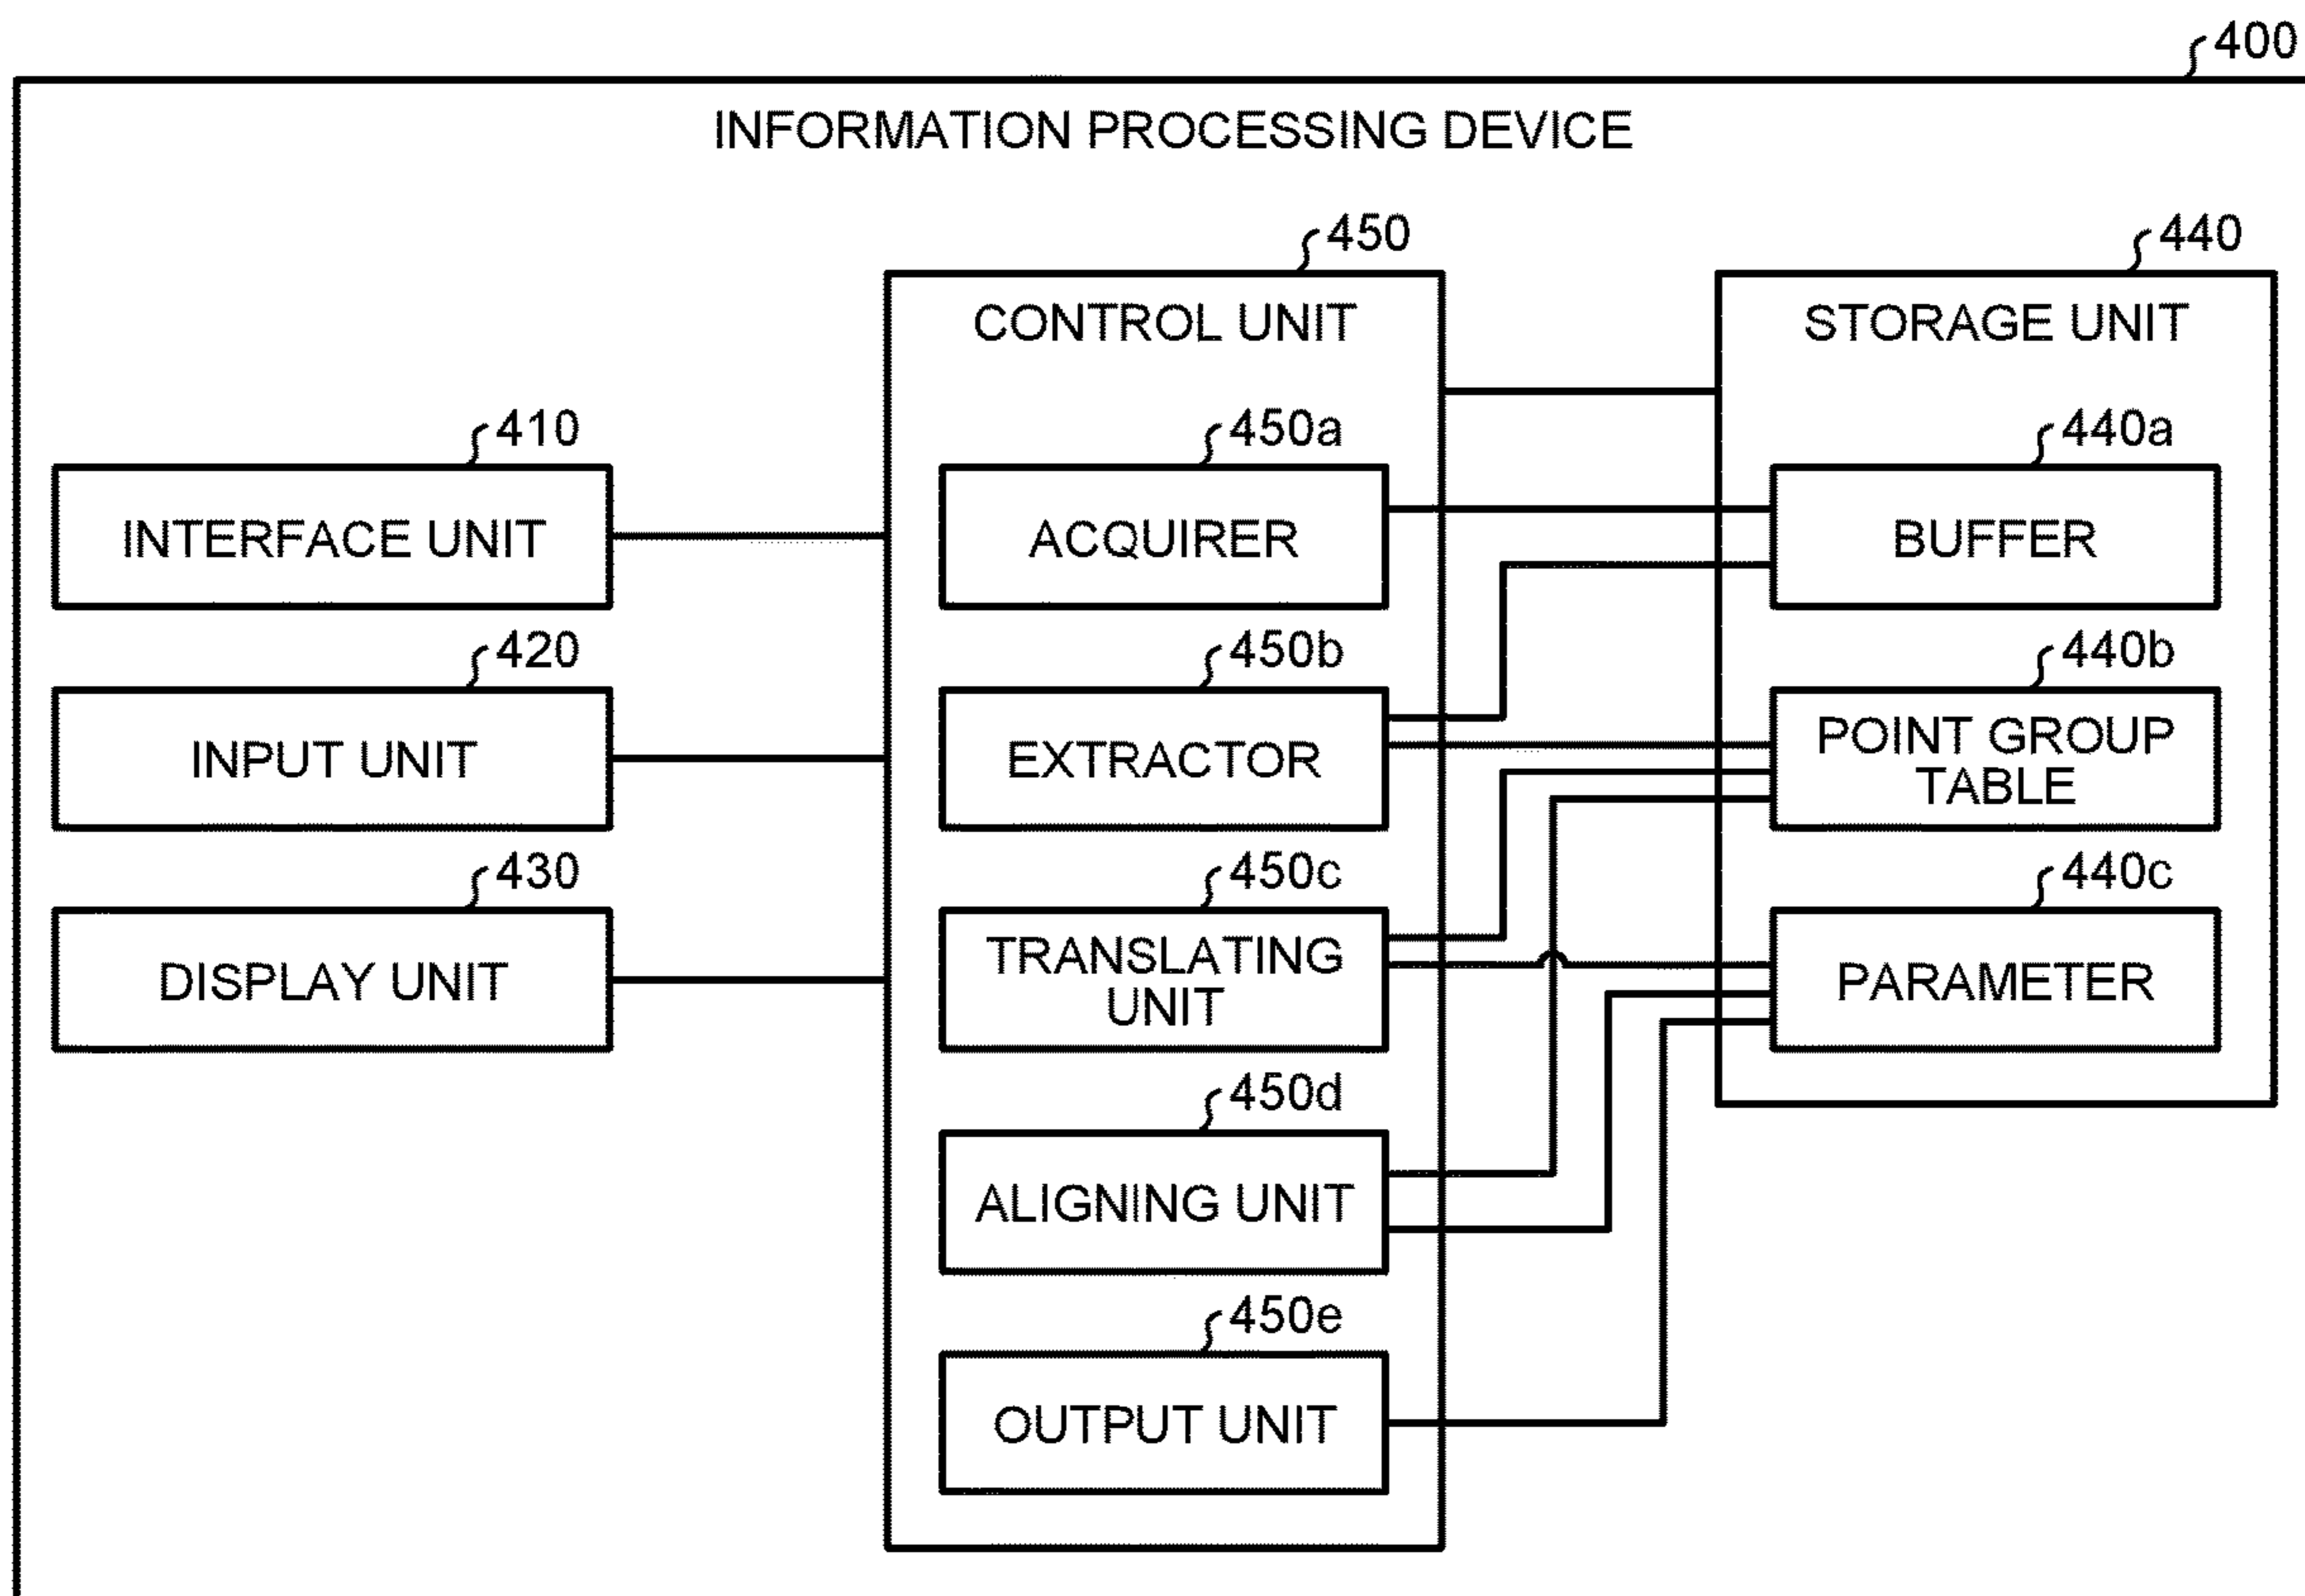 400
INFORMATION PROCESSING DEVICE
450
CONTROL UNIT
440
STORAGE UNIT
410
INTERFACE UNIT
420
INPUT UNIT
430
DISPLAY UNIT
450a
ACQUIRER
450b
EXTRACTOR
450c
TRANSLATING
UNIT
450d
ALIGNING UNIT
450e
OUTPUT UNIT
440a
BUFFER
440b
POINT GROUP
TABLE
440c
PARAMETER